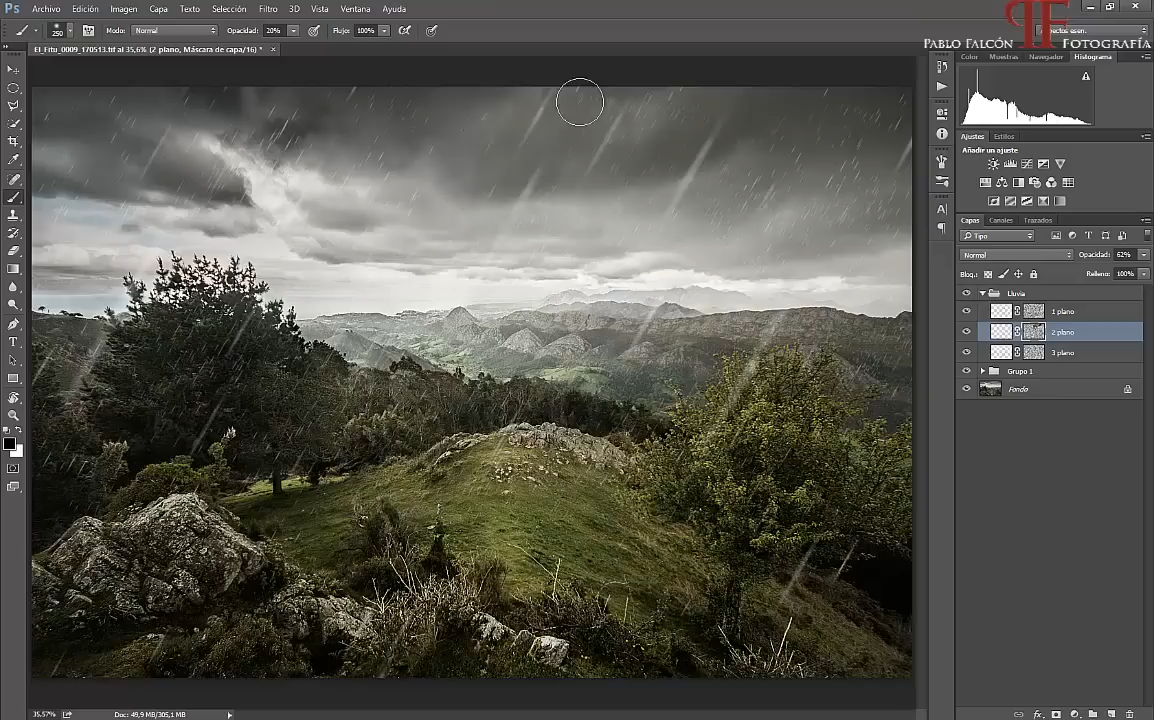 Ps Archivo Edición Imagen Capa Texto Selección Filtro 3D Vista Ventana Ayuda
250 Modo: Normal Opacidad: 20% Flujo: 100%
PABLO FALCÓN PF FOTOGRAFÍA
El_Fitu_0009_170513.tif al 35,6% (2 plano, Máscara de capa/16) *
Color Muestras Navegador Histograma
Ajustes Estilos
Añadir un ajuste
Capas Canales Trazados
Tipo
Normal Opacidad: 62%
Bloq.: Relleno: 100%
Lluvia
1 plano
2 plano
3 plano
Grupo 1
Fondo
35,57% Doc: 49,9 MB/305,1 MB